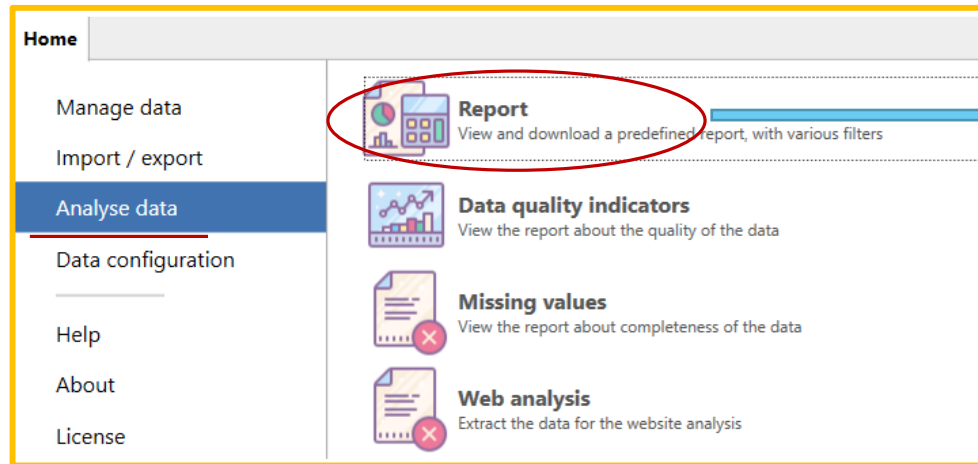 Home
Manage data
Import / export
Analyse data
Data configuration
Help
About
License
Report
View and download a predefined report, with various filters
Data quality indicators
View the report about the quality of the data
Missing values
View the report about completeness of the data
Web analysis
Extract the data for the website analysis